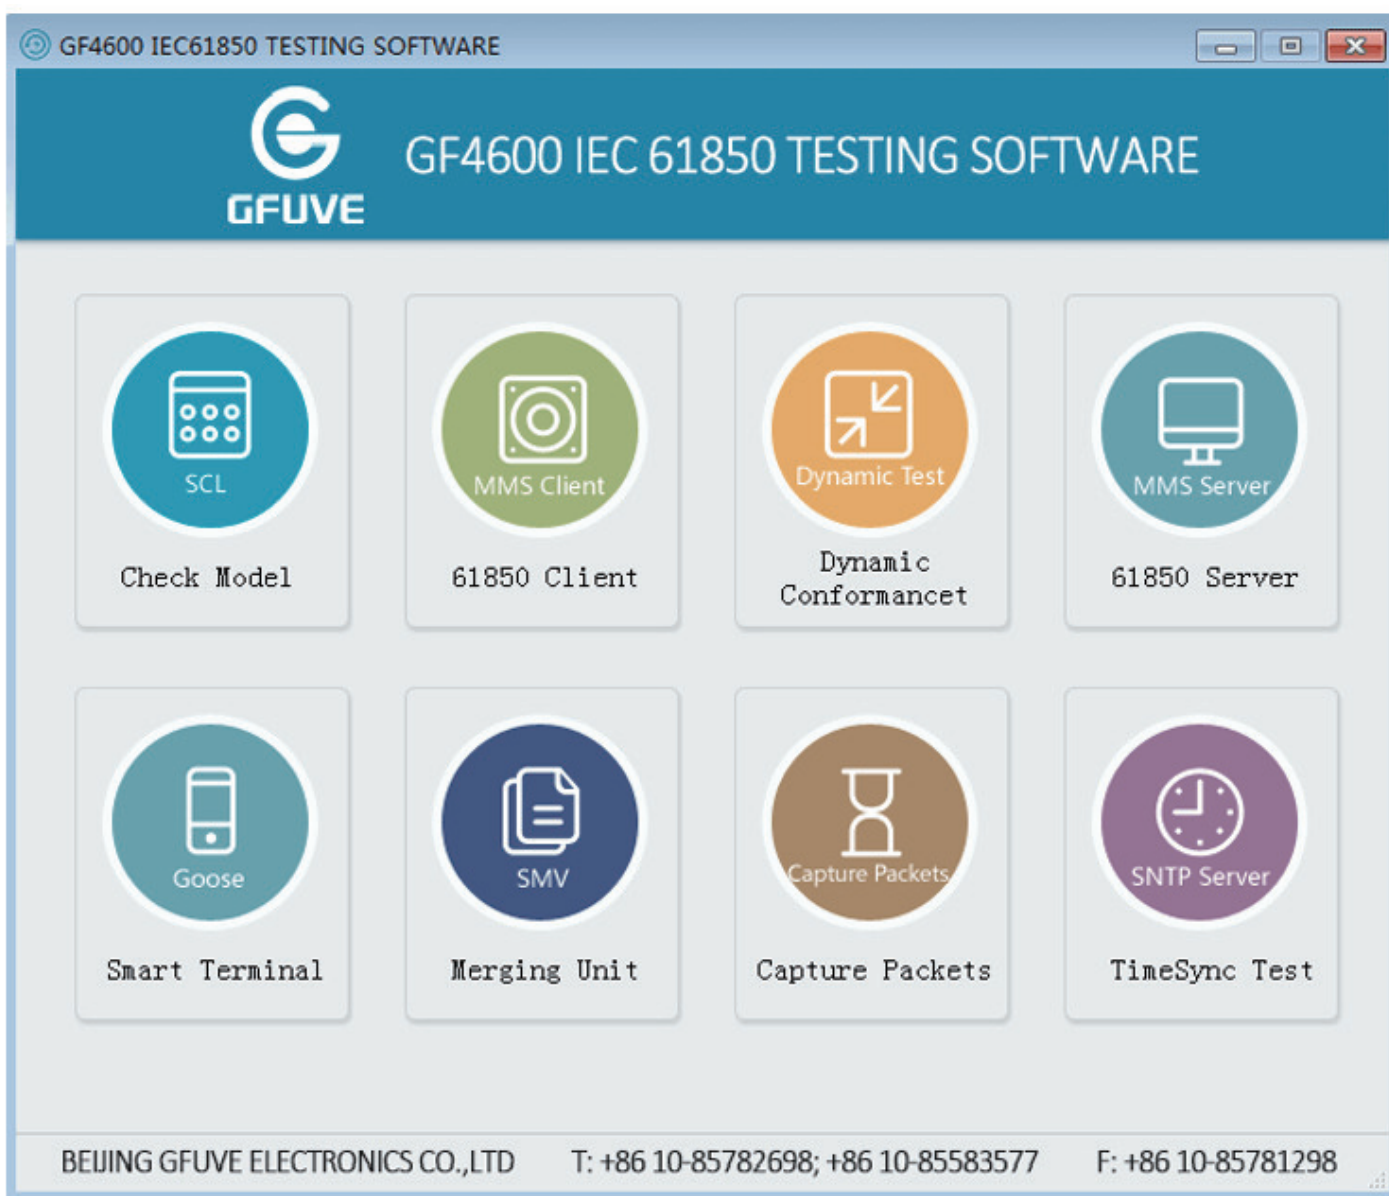 GF4600 IEC61850 TESTING SOFTWARE
GFUVE
GF4600 IEC 61850 TESTING SOFTWARE
SCL
MMS Client
Dynamic Test
MMS Server
Check Model
61850 Client
Dynamic
Conformancet
61850 Server
Goose
SMV
Capture Packets
SNTP Server
Smart Terminal
Merging Unit
Capture Packets
TimeSync Test
BEIJING GFUVE ELECTRONICS CO.,LTD
T: +86 10-85782698; +86 10-85583577
F: +86 10-85781298